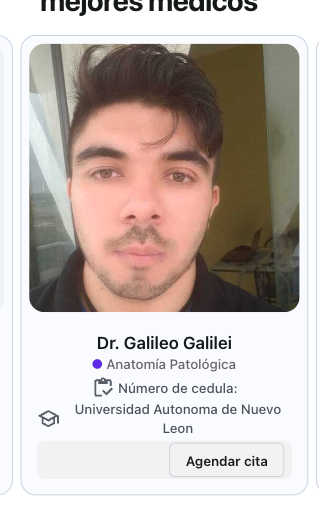 mejores médicos
Dr. Galileo Galilei
Anatomía Patológica
Número de cedula:
Universidad Autonoma de Nuevo
Leon
Agendar cita